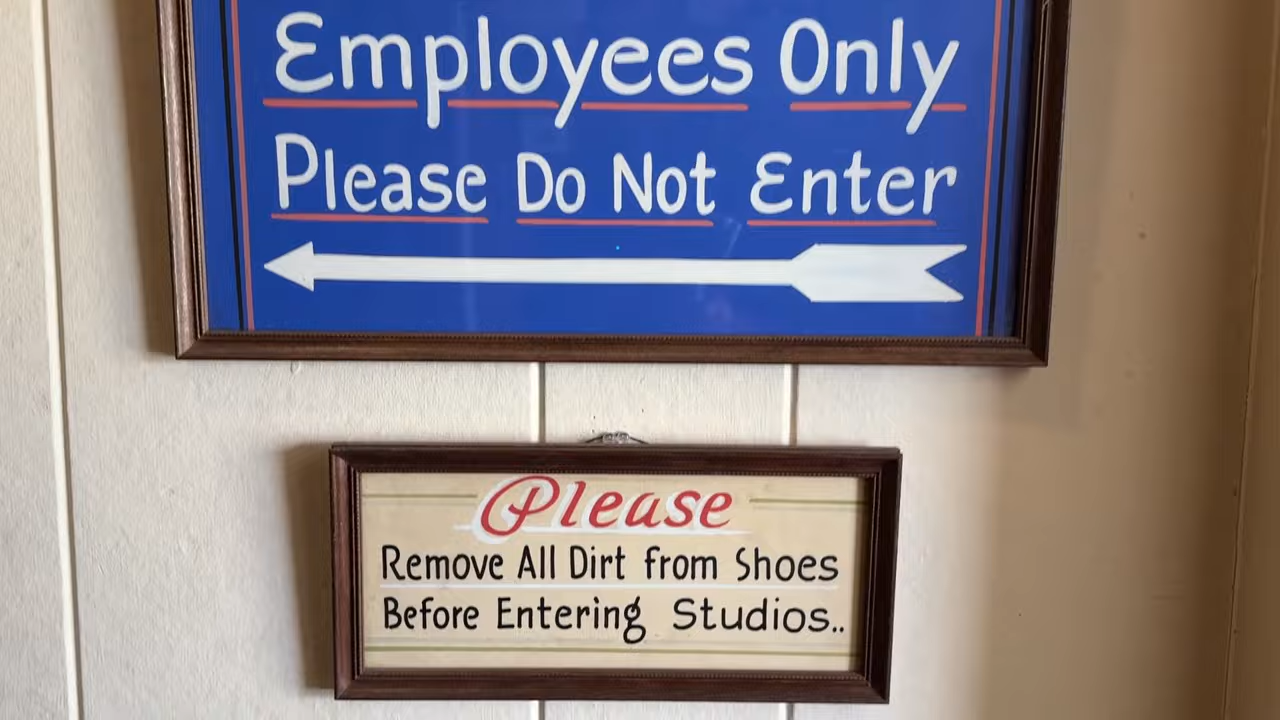 Employees Only
Please Do Not Enter
Please
Remove All Dirt from Shoes
Before Entering Studios..